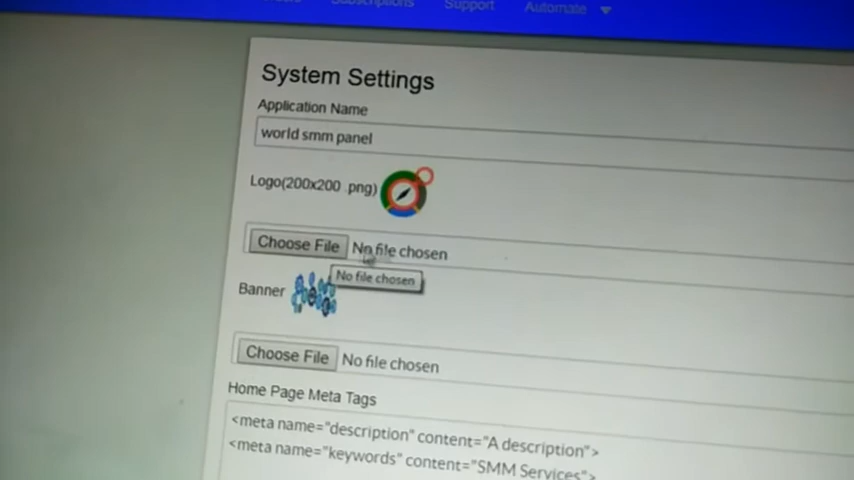 Subscriptions Support Automate
System Settings
Application Name
world smm panel
Logo(200x200 .png)
Choose File No file chosen
No file chosen
Banner
Choose File No file chosen
Home Page Meta Tags
<meta name="description" content="A description">
<meta name="keywords" content="SMM Services">